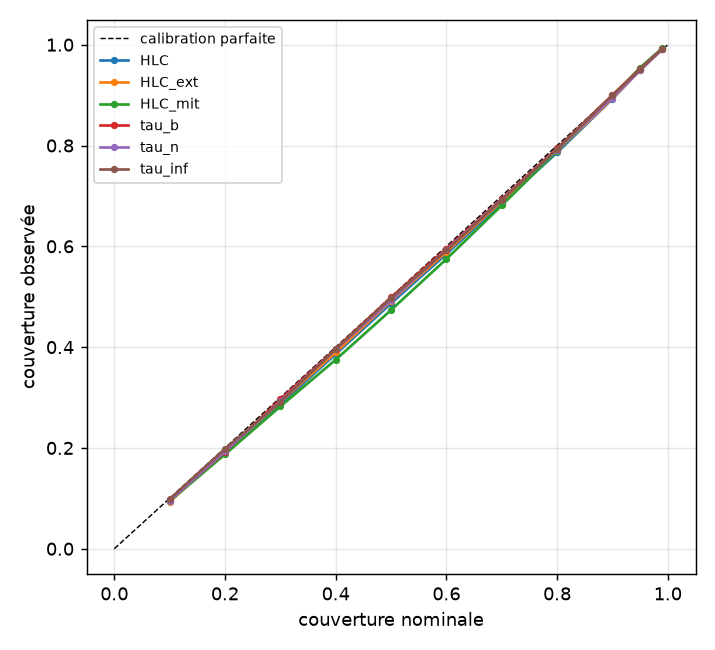 calibration parfaite
HLC
HLC_ext
HLC_mit
tau_b
tau_n
tau_inf
couverture observée
1.0
0.8
0.6
0.4
0.2
0.0
0.0 0.2 0.4 0.6 0.8 1.0
couverture nominale